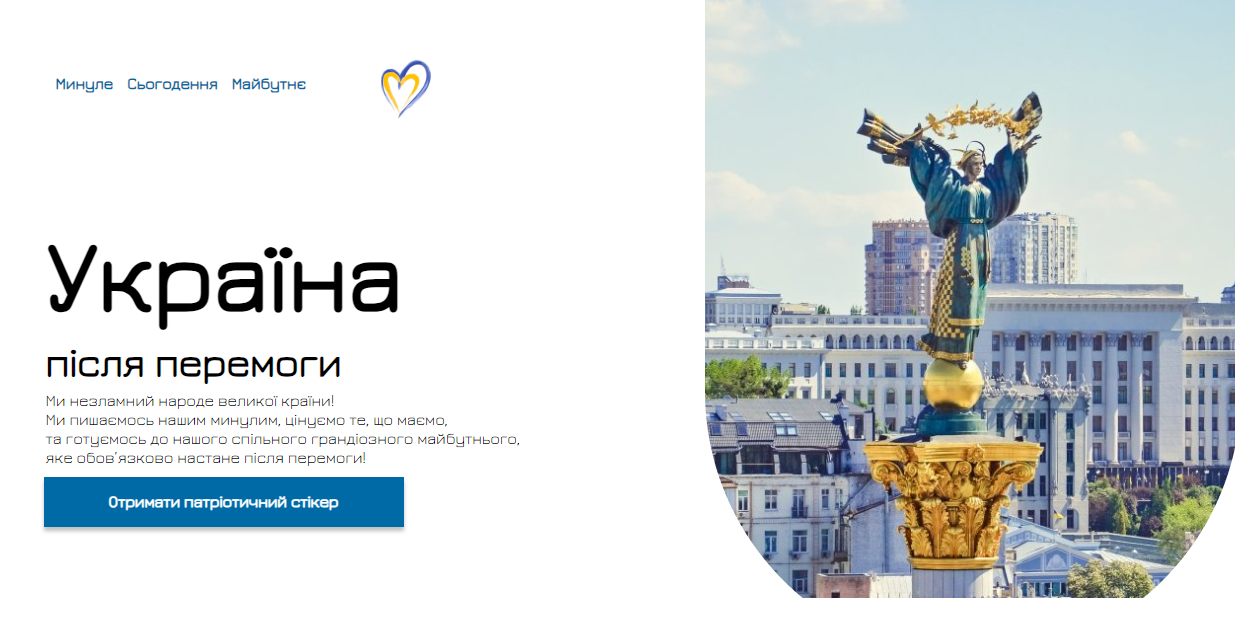 Минуле Сьогодення Майбутнє
Україна
після перемоги
Ми незламний народе великої країни!
Ми пишаємось нашим минулим, цінуємо те, що маємо,
та готуємось до нашого спільного грандіозного майбутнього,
яке обов'язково настане після перемоги!
Отримати патріотичний стікер